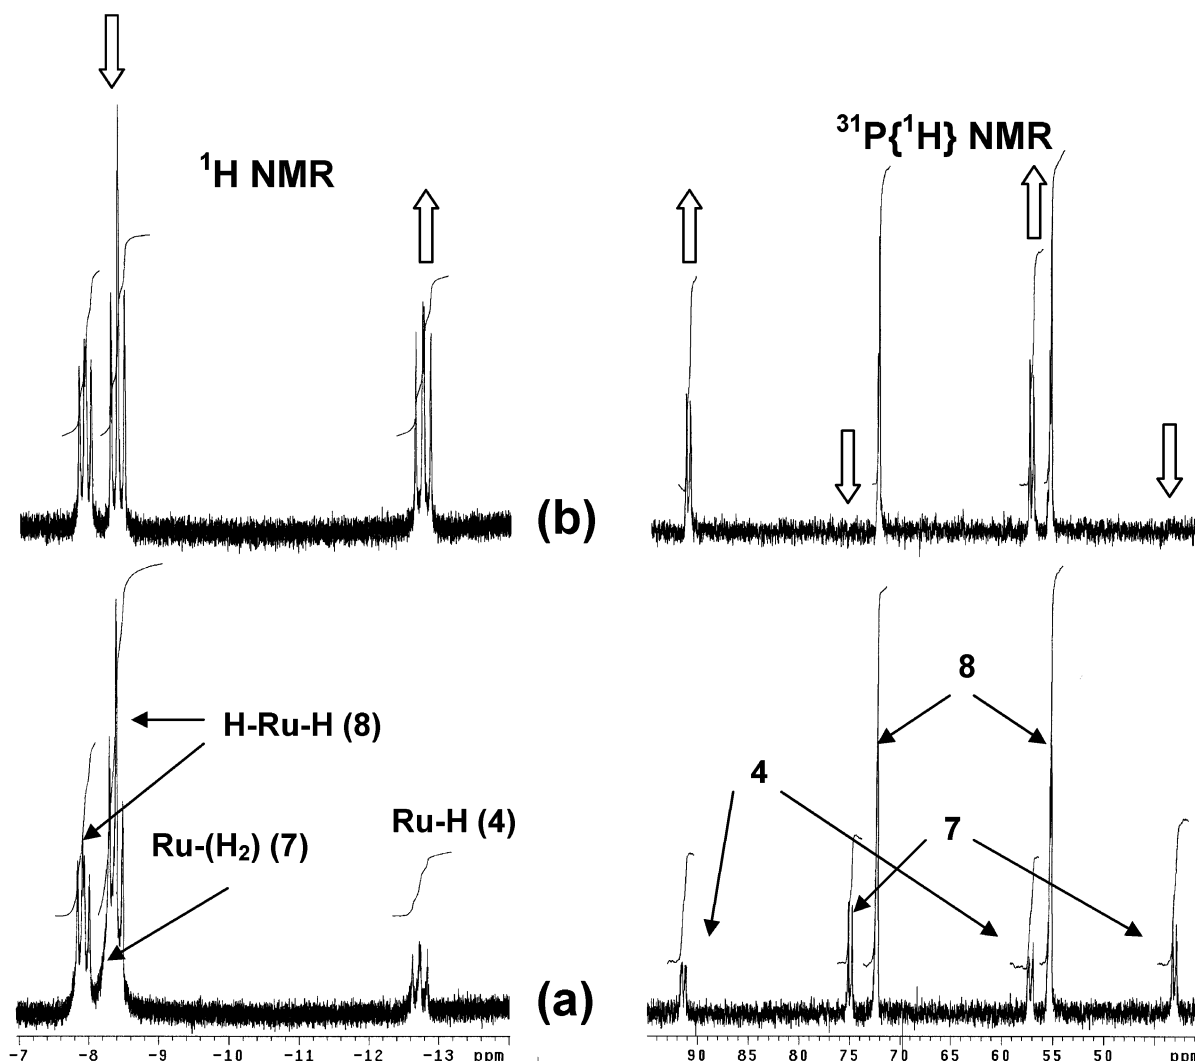 ¹H NMR
³¹P{¹H} NMR
(b)
H-Ru-H (8)
Ru-(H₂) (7)
Ru-H (4)
8
4
7
(a)
-7 -8 -9 -10 -11 -12 -13 ppm
90 85 80 75 70 65 60 55 50 ppm